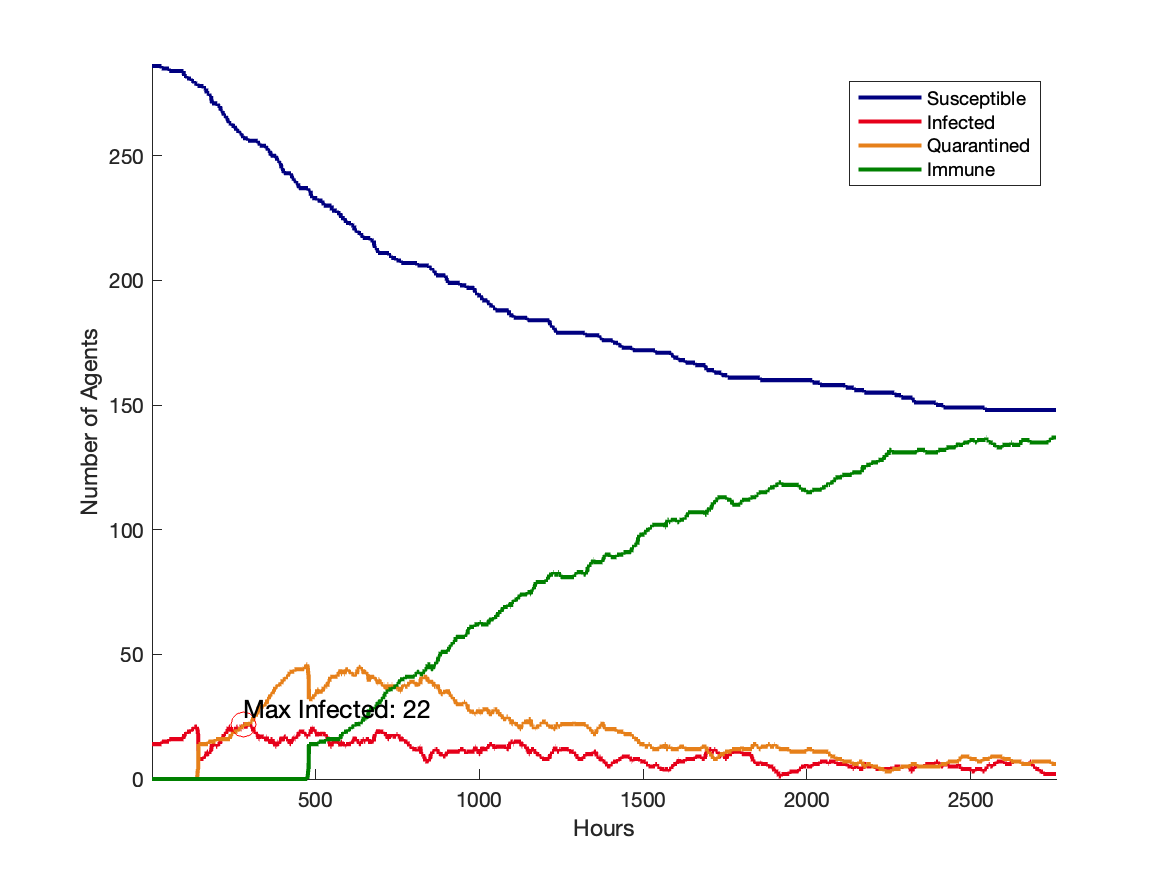 Susceptible
Infected
Quarantined
Immune
250
200
150
100
50
0
Number of Agents
Max Infected: 22
500
1000
1500
2000
2500
Hours